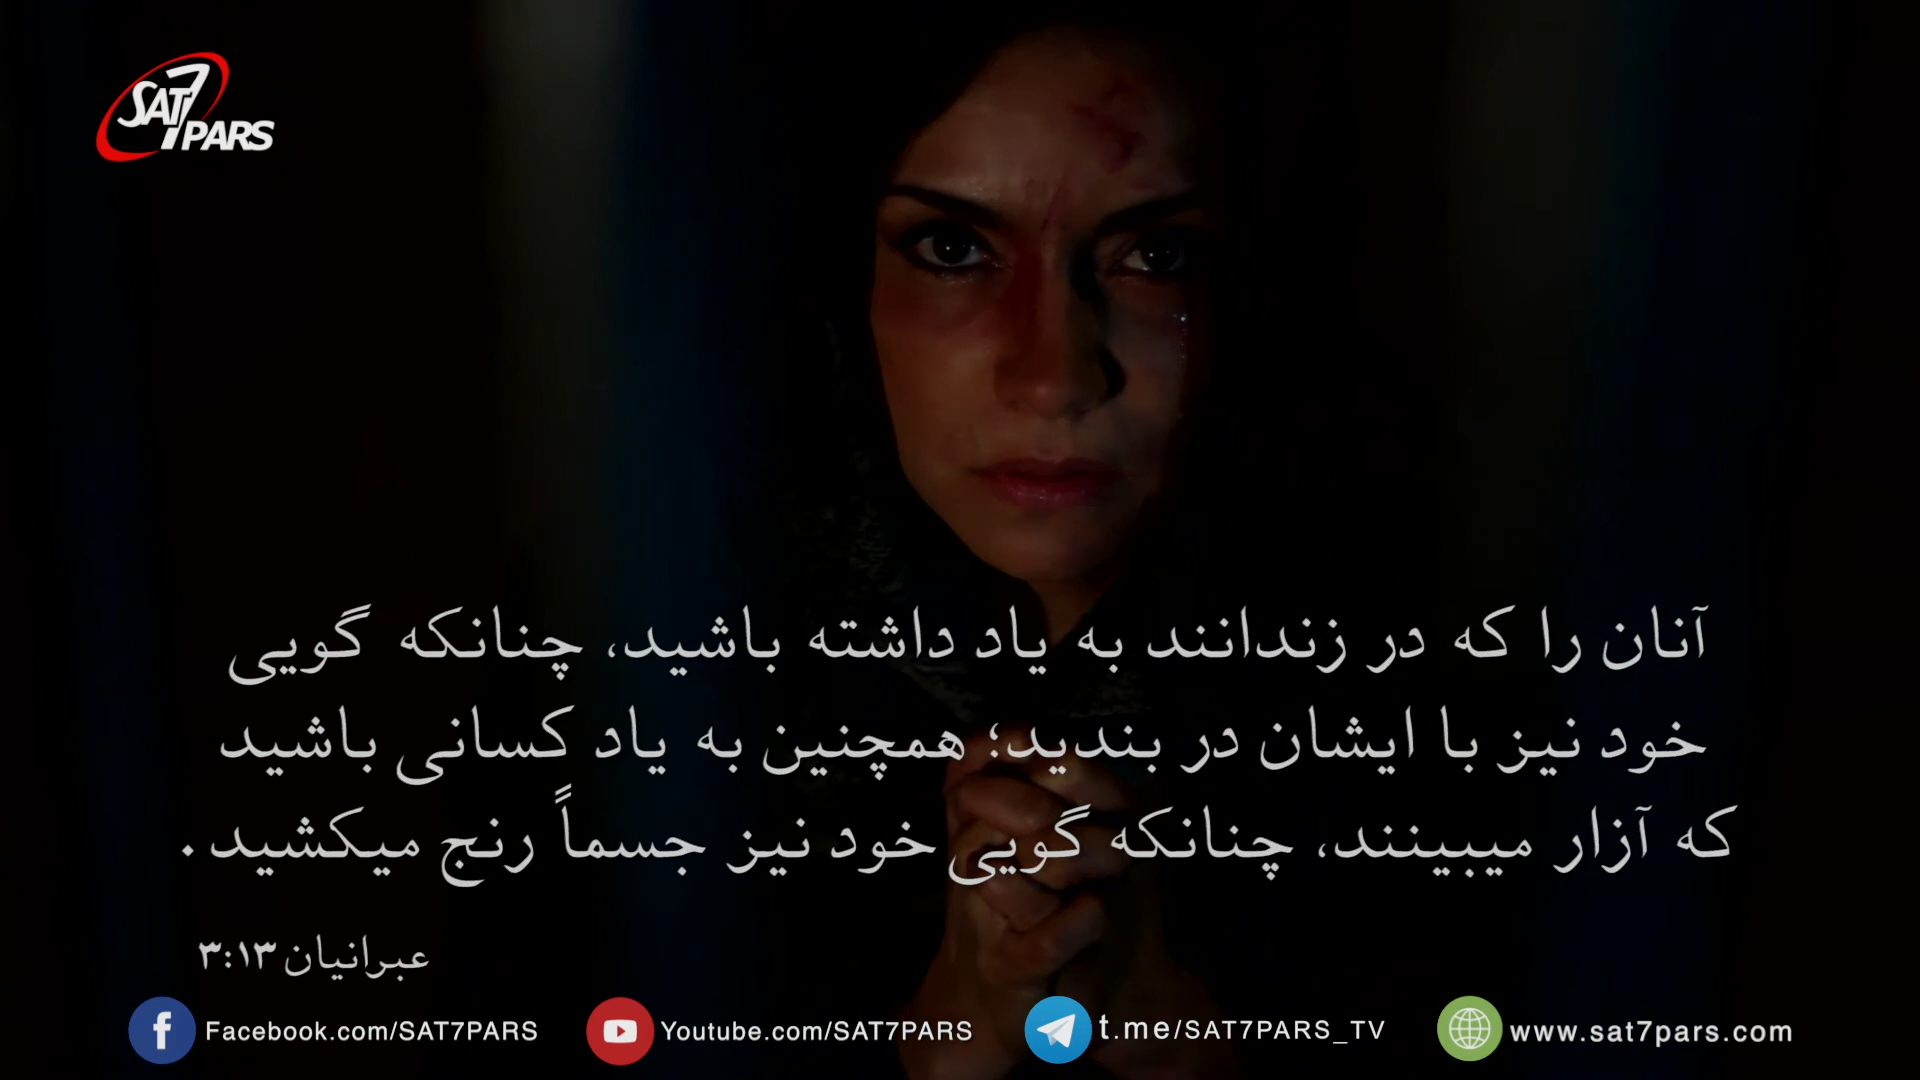 SAT7
PARS
آنان را که در زندانند به یاد داشته باشید، چنانکه گویی
خود نیز با ایشان در بندید؛ همچنین به یاد کسانی باشید
که آزار میبینند، چنانکه گویی خود نیز جسماً رنج میکشید.
عبرانیان ۳:۱۳
Facebook.com/SAT7PARS
Youtube.com/SAT7PARS
t.me/SAT7PARS_TV
www.sat7pars.com